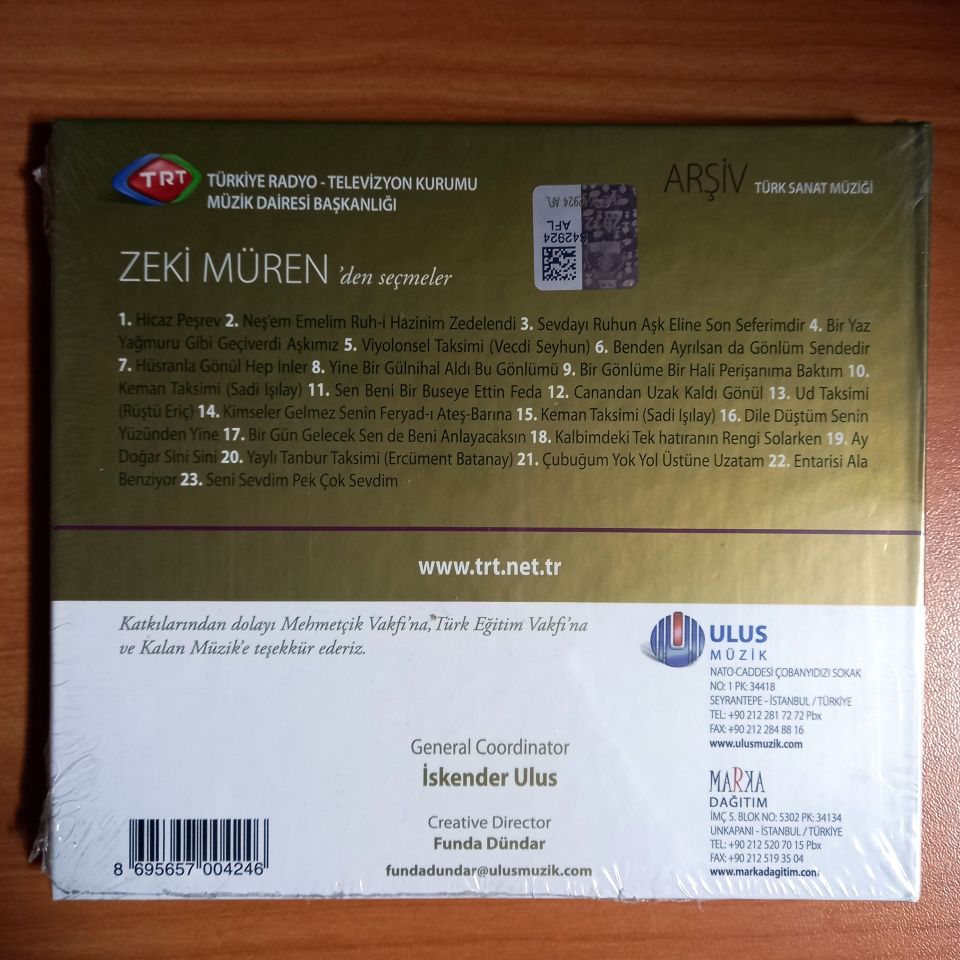 TRT
TÜRKİYE RADYO - TELEVİZYON KURUMU
MÜZİK DAİRESİ BAŞKANLIĞI
ARŞİV TÜRK SANAT MÜZİĞİ
AFL
ZEKİ MÜREN 'den seçmeler
1. Hicaz Peşrev 2. Neş'em Emelim Ruh-i Hazinim Zedelendi 3. Sevdayı Ruhun Aşk Eline Son Seferimdir 4. Bir Yaz
Yağmuru Gibi Geçiverdi Aşkımız 5. Viyolonsel Taksimi (Vecdi Seyhun) 6. Benden Ayrılsan da Gönlüm Sendedir
7. Hüsranla Gönül Hep İnler 8. Yine Bir Gülnihal Aldı Bu Gönlümü 9. Bir Gönlüme Bir Hali Perişanıma Baktım 10.
Keman Taksimi (Sadi Işılay) 11. Sen Beni Bir Buseye Ettin Feda 12. Canandan Uzak Kaldı Gönül 13. Ud Taksimi
(Rüştü Eriç) 14. Kimseler Gelmez Senin Feryad-ı Ateş-Barına 15. Keman Taksimi (Sadi Işılay) 16. Dile Düştüm Senin
Yüzünden Yine 17. Bir Gün Gelecek Sen de Beni Anlayacaksın 18. Kalbimdeki Tek hatıranın Rengi Solarken 19. Ay
Doğar Sini Sini 20. Yaylı Tanbur Taksimi (Ercüment Batanay) 21. Çubuğum Yok Yol Üstüne Uzatam 22. Entarisi Ala
Benziyor 23. Seni Sevdim Pek Çok Sevdim
www.trt.net.tr
Katkılarından dolayı Mehmetçik Vakfı'na, Türk Eğitim Vakfı'na
ve Kalan Müzik'e teşekkür ederiz.
General Coordinator
İskender Ulus
Creative Director
Funda Dündar
fundadundar@ulusmuzik.com
8 695657 004246
ULUS
MÜZİK
NATO CADDESİ ÇOBANYIDIZI SOKAK
NO: 1 PK: 34418
SEYRANTEPE - İSTANBUL / TÜRKİYE
TEL: +90 212 281 72 72 Pbx
FAX: +90 212 284 88 16
www.ulusmuzik.com
MARKA
DAĞITIM
İMÇ 5. BLOK NO: 5302 PK: 34134
UNKAPANI - İSTANBUL / TÜRKİYE
TEL: +90 212 520 70 15 Pbx
FAX: +90 212 519 35 04
www.markadagitim.com